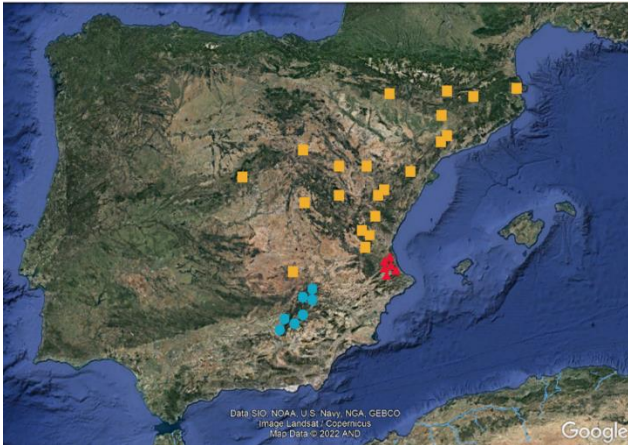 Data SIO, NOAA, U.S. Navy, NGA, GEBCO
Image Landsat / Copernicus
Map Data © 2022 AND
Google